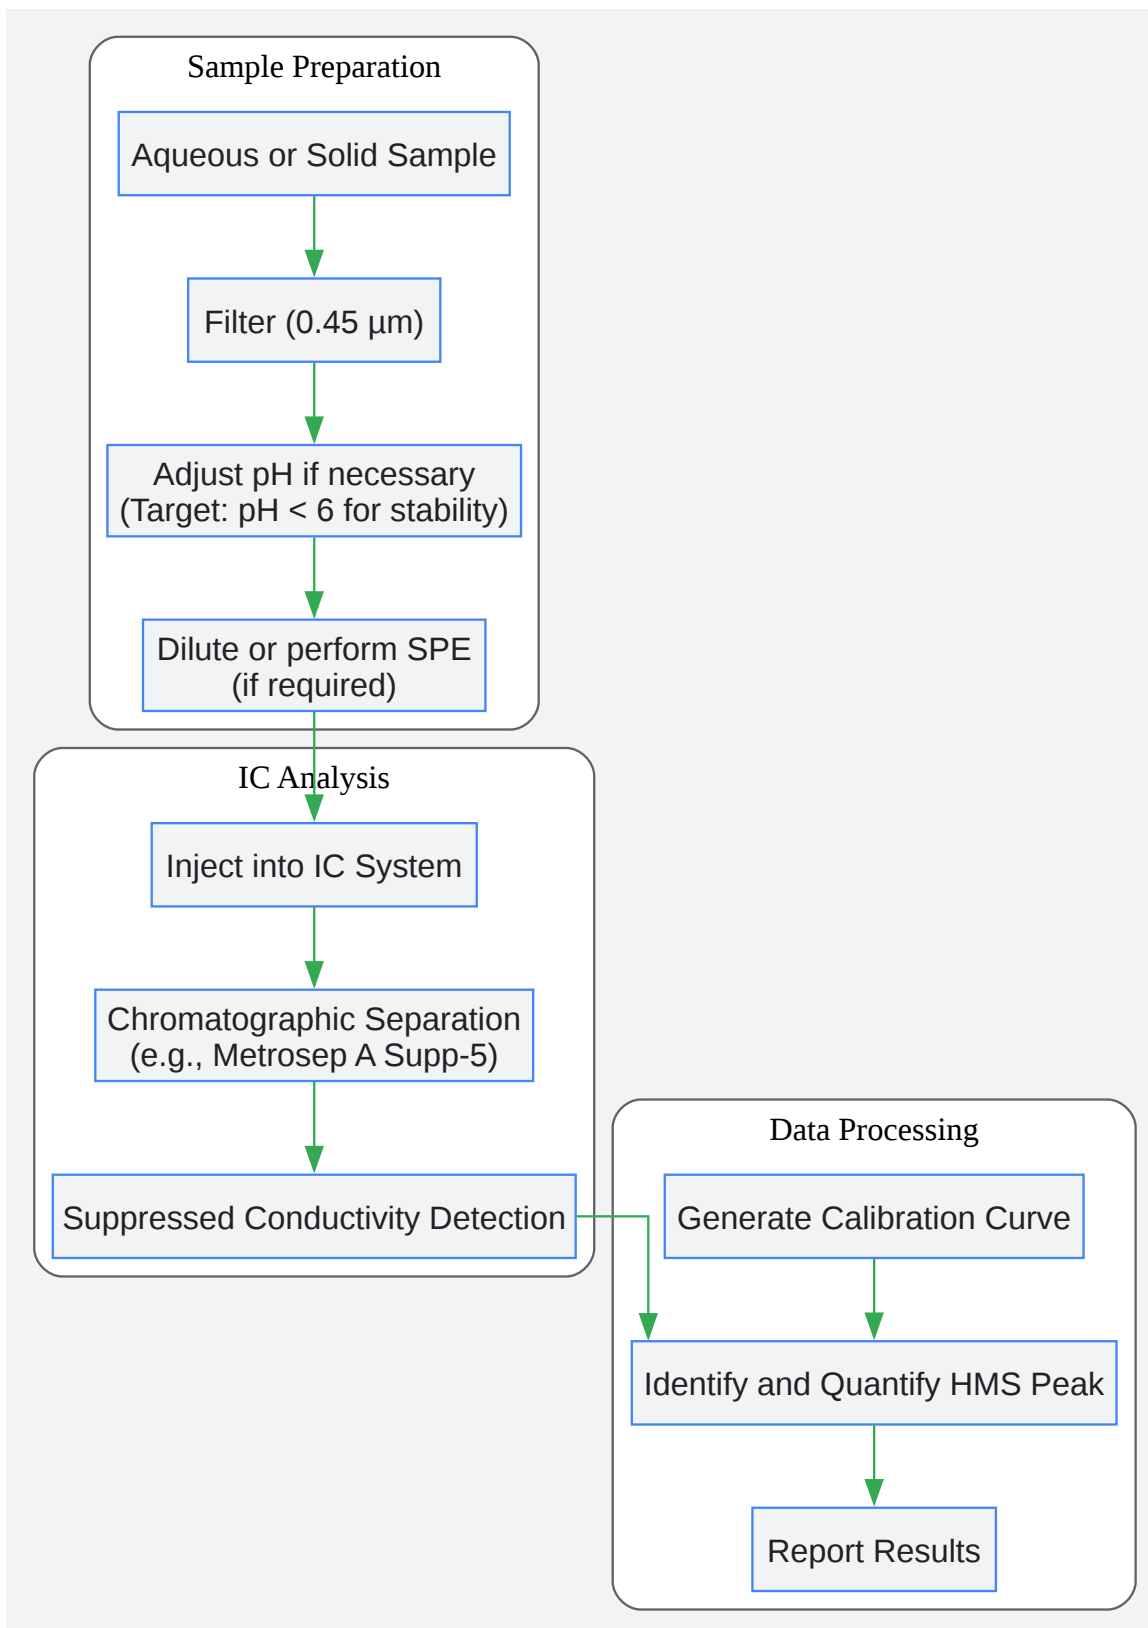 Sample Preparation
Aqueous or Solid Sample
Filter (0.45 µm)
Adjust pH if necessary
(Target: pH < 6 for stability)
Dilute or perform SPE
(if required)
IC Analysis
Inject into IC System
Chromatographic Separation
(e.g., Metrosep A Supp-5)
Suppressed Conductivity Detection
Data Processing
Generate Calibration Curve
Identify and Quantify HMS Peak
Report Results